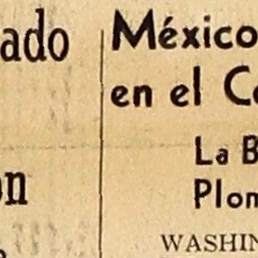 ado
on
México
en el C
La B
Plom
WASHIN